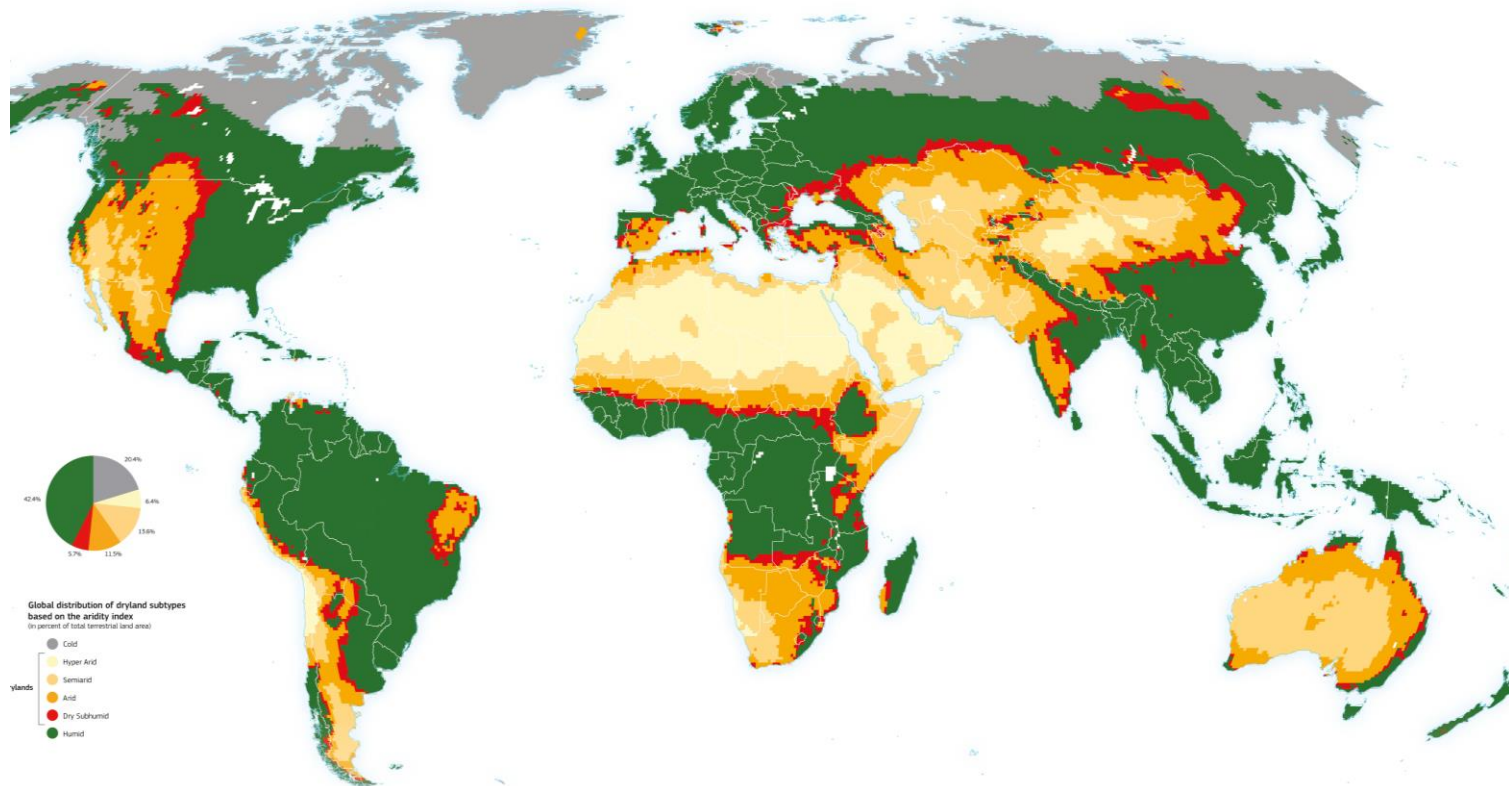 20.4%
6.4%
13.6%
11.5%
5.7%
42.4%
Global distribution of dryland subtypes
based on the aridity index
(in percent of total terrestrial land area)
Cold
Hyper Arid
Semiarid
Arid
Dry Subhumid
Humid
rylands